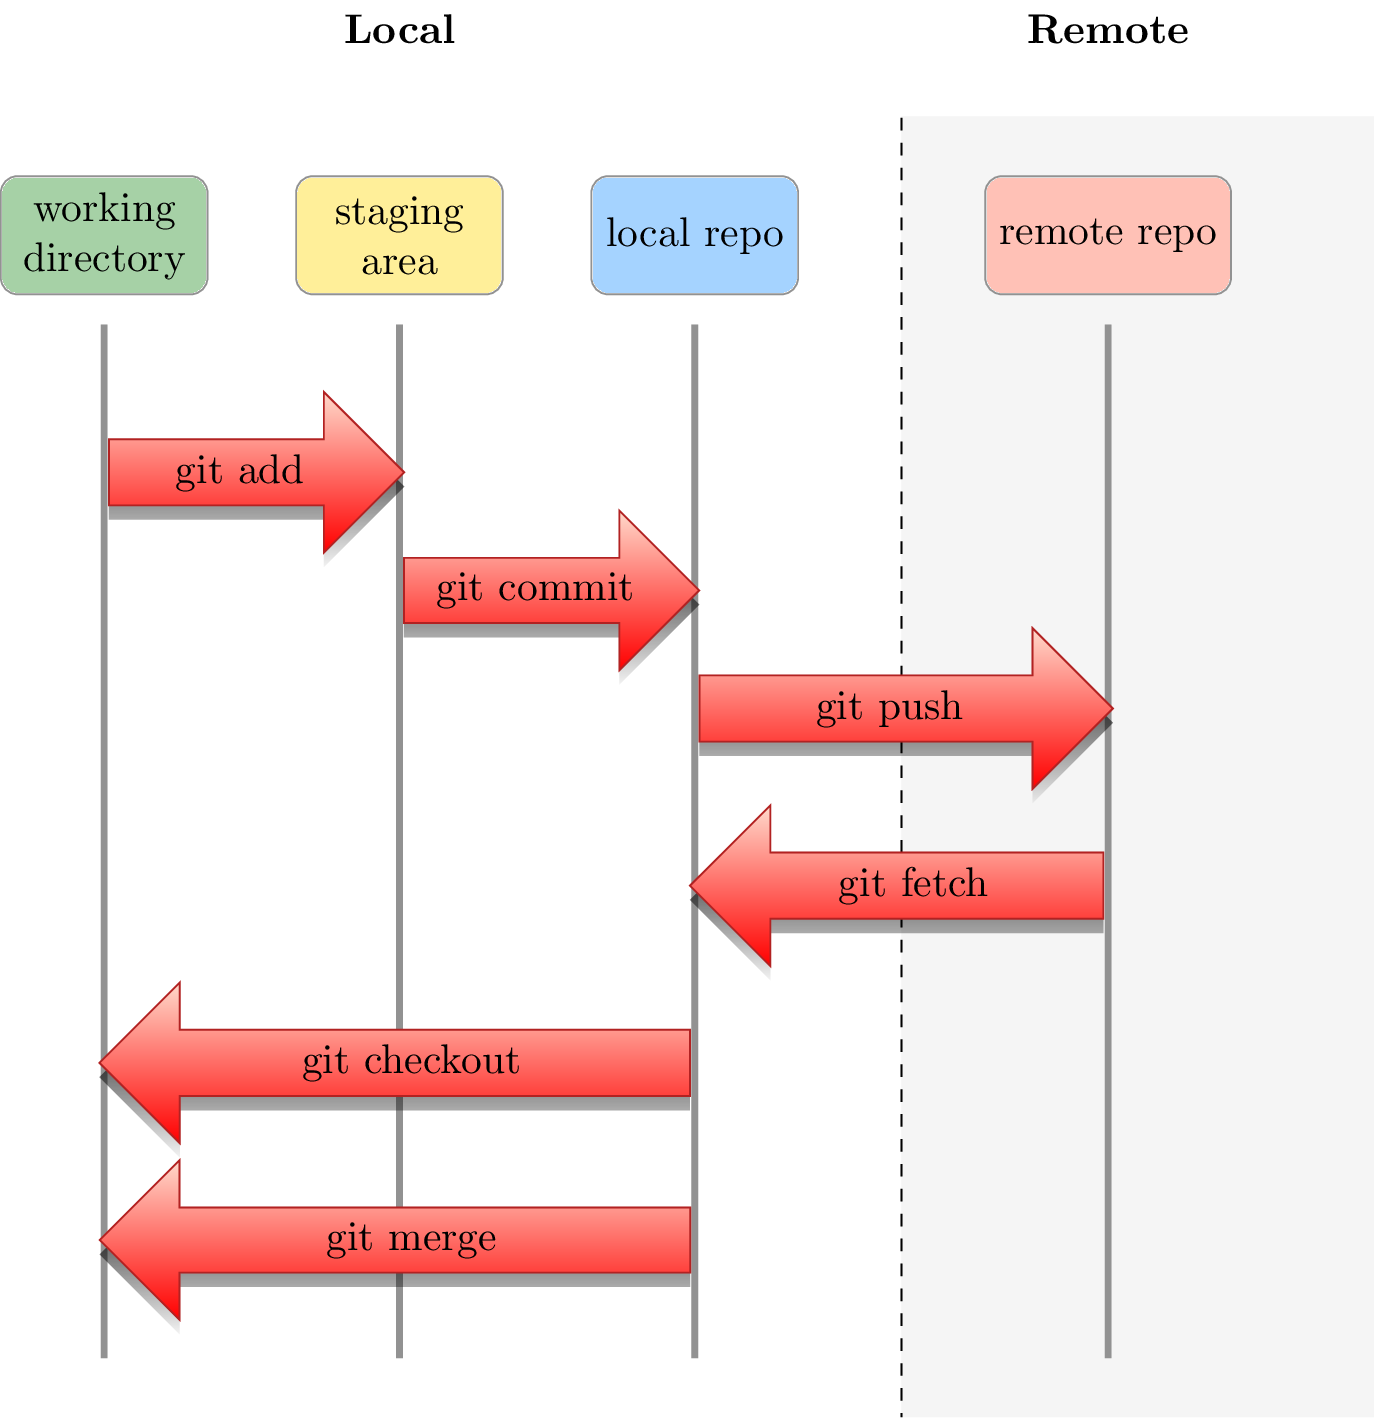 Local
Remote
working
directory
staging
area
local repo
remote repo
git add
git commit
git push
git fetch
git checkout
git merge